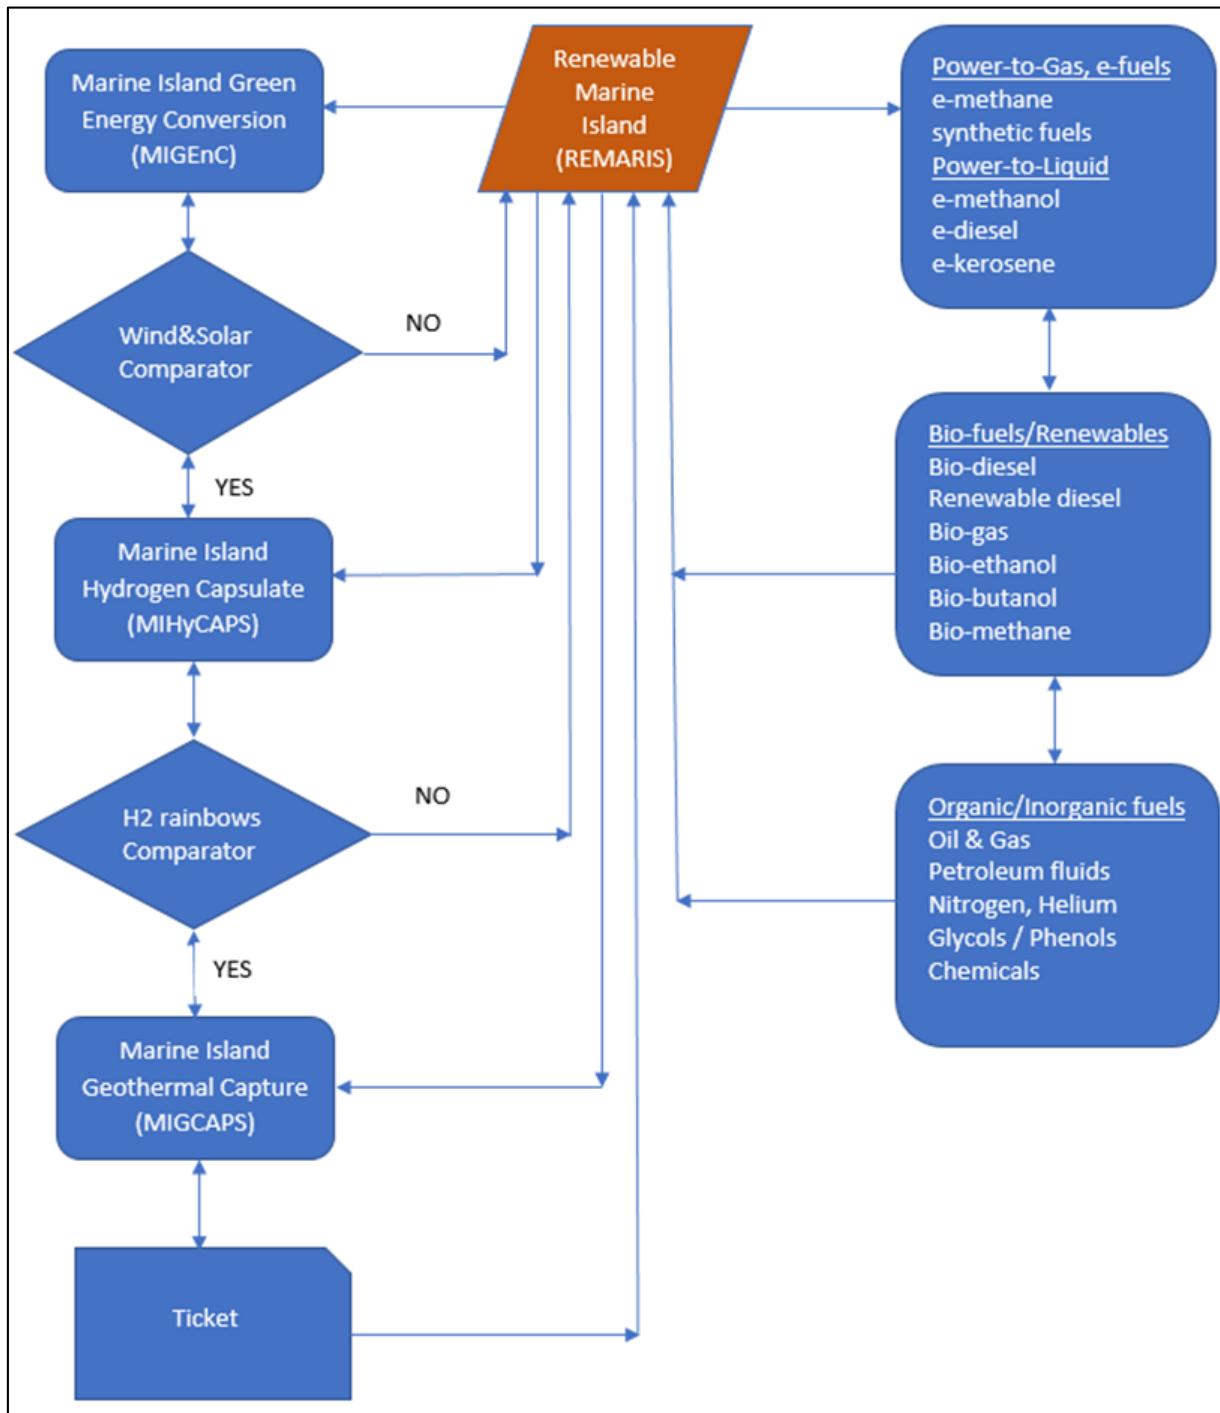 Marine Island Green
Energy Conversion
(MIGEnC)
Renewable
Marine
Island
(REMARIS)
Power-to-Gas, e-fuels
e-methane
synthetic fuels
Power-to-Liquid
e-methanol
e-diesel
e-kerosene
Wind&Solar
Comparator
NO
YES
Marine Island
Hydrogen Capsulate
(MIHyCAPS)
Bio-fuels/Renewables
Bio-diesel
Renewable diesel
Bio-gas
Bio-ethanol
Bio-butanol
Bio-methane
H2 rainbows
Comparator
NO
YES
Organic/Inorganic fuels
Oil & Gas
Petroleum fluids
Nitrogen, Helium
Glycols / Phenols
Chemicals
Marine Island
Geothermal Capture
(MIGCAPS)
Ticket